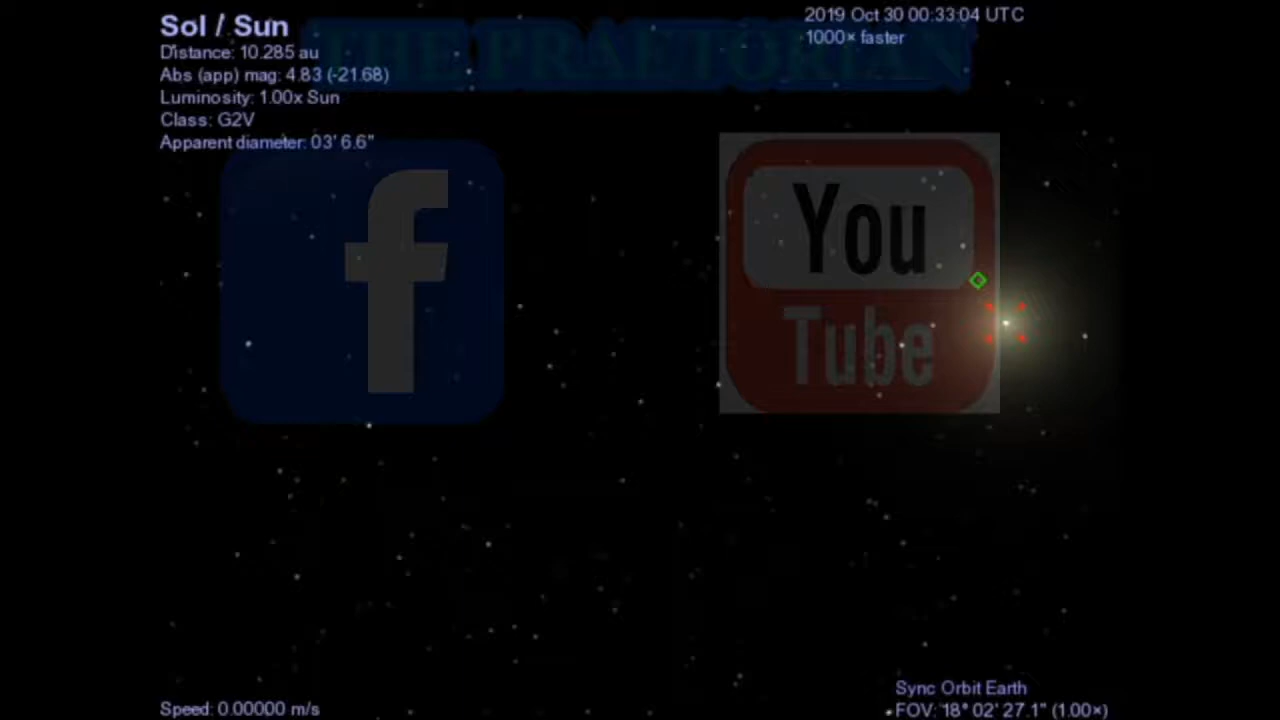 Sol / Sun
Distance: 10.285 au
Abs (app) mag: 4.83 (-21.68)
Luminosity: 1.00x Sun
Class: G2V
Apparent diameter: 03' 6.6"
2019 Oct 30 00:33:04 UTC
1000× faster
THE PRAETORIAN
f
You
Tube
Speed: 0.00000 m/s
Sync Orbit Earth
FOV: 18° 02' 27.1" (1.00×)